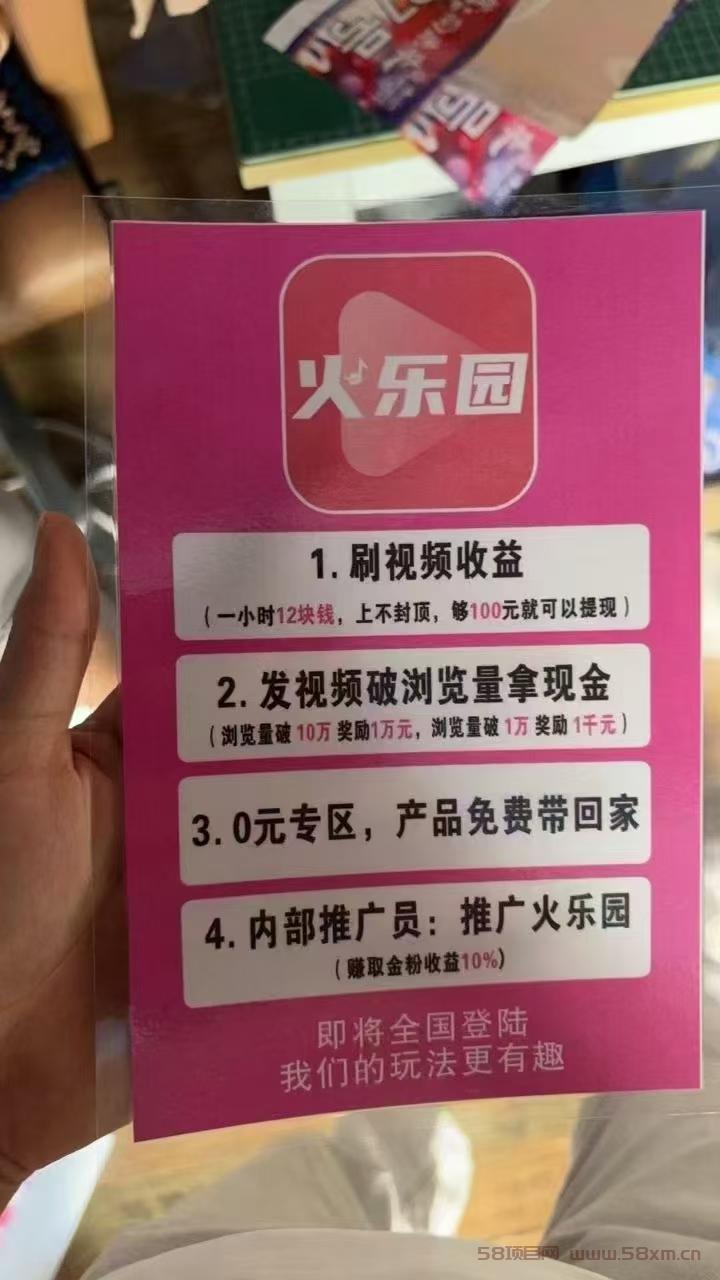 火乐园
1.刷视频收益
(一小时12块钱，上不封顶，够100元就可以提现)
2.发视频破浏览量拿现金
(浏览量破10万 奖励1万元，浏览量破 1万 奖励 1千元)
3.0元专区，产品免费带回家
4.内部推广员：推广火乐园
(赚取金粉收益10%)
即将全国登陆
我们的玩法更有趣
58项目网 www.58xm.cn